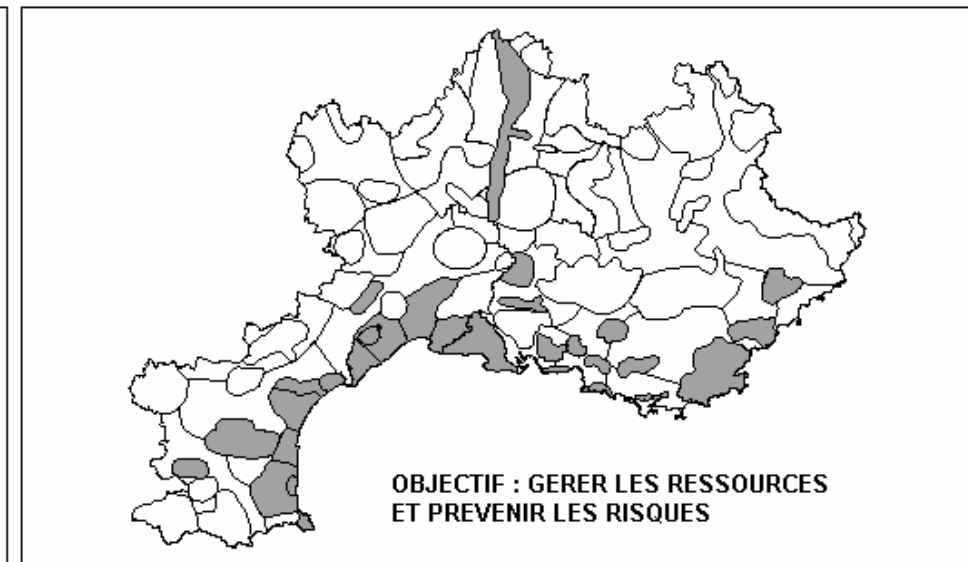 OBJECTIF : GERER LES RESSOURCES
ET PREVENIR LES RISQUES